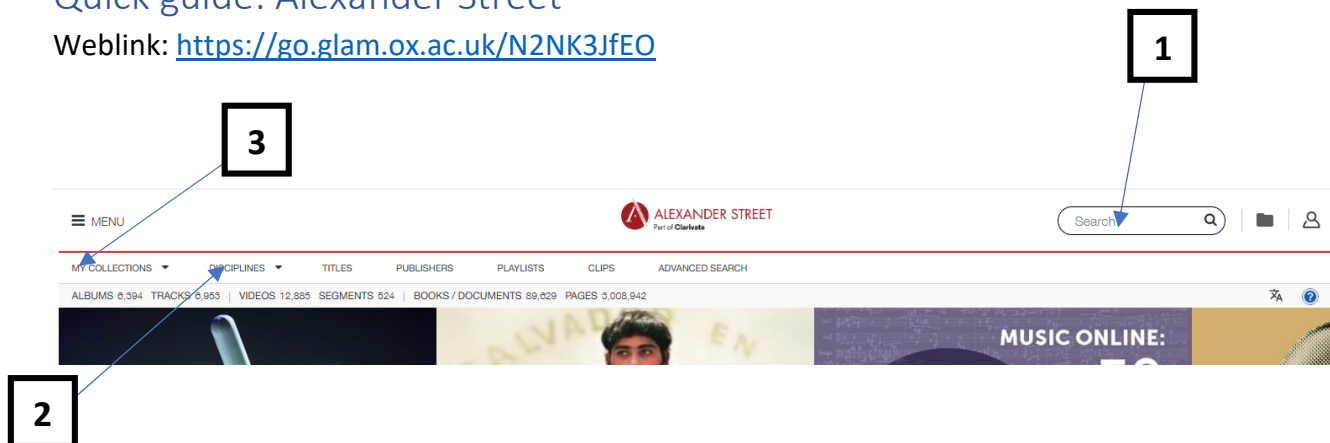 Quick guide: Alexander Street
Weblink: https://go.glam.ox.ac.uk/N2NK3JfEO
1
3
MENU
ALEXANDER STREET
Part of Clarivate
Search
MY COLLECTIONS DISCIPLINES TITLES PUBLISHERS PLAYLISTS CLIPS ADVANCED SEARCH
ALBUMS 6,394 TRACKS 6,953 | VIDEOS 12,885 SEGMENTS 524 | BOOKS / DOCUMENTS 89,629 PAGES 3,008,942
SALVADO EN
MUSIC ONLINE:
2